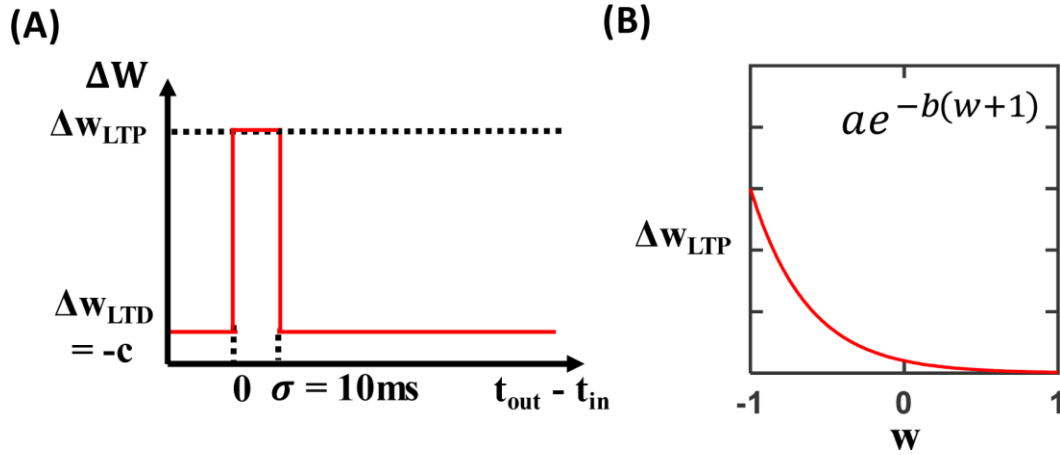 (A)
ΔW
Δw_LTP
Δw_LTD
= -c
0 σ = 10ms t_out - t_in
(B)
ae^{-b(w+1)}
Δw_LTP
-1 0 1
w